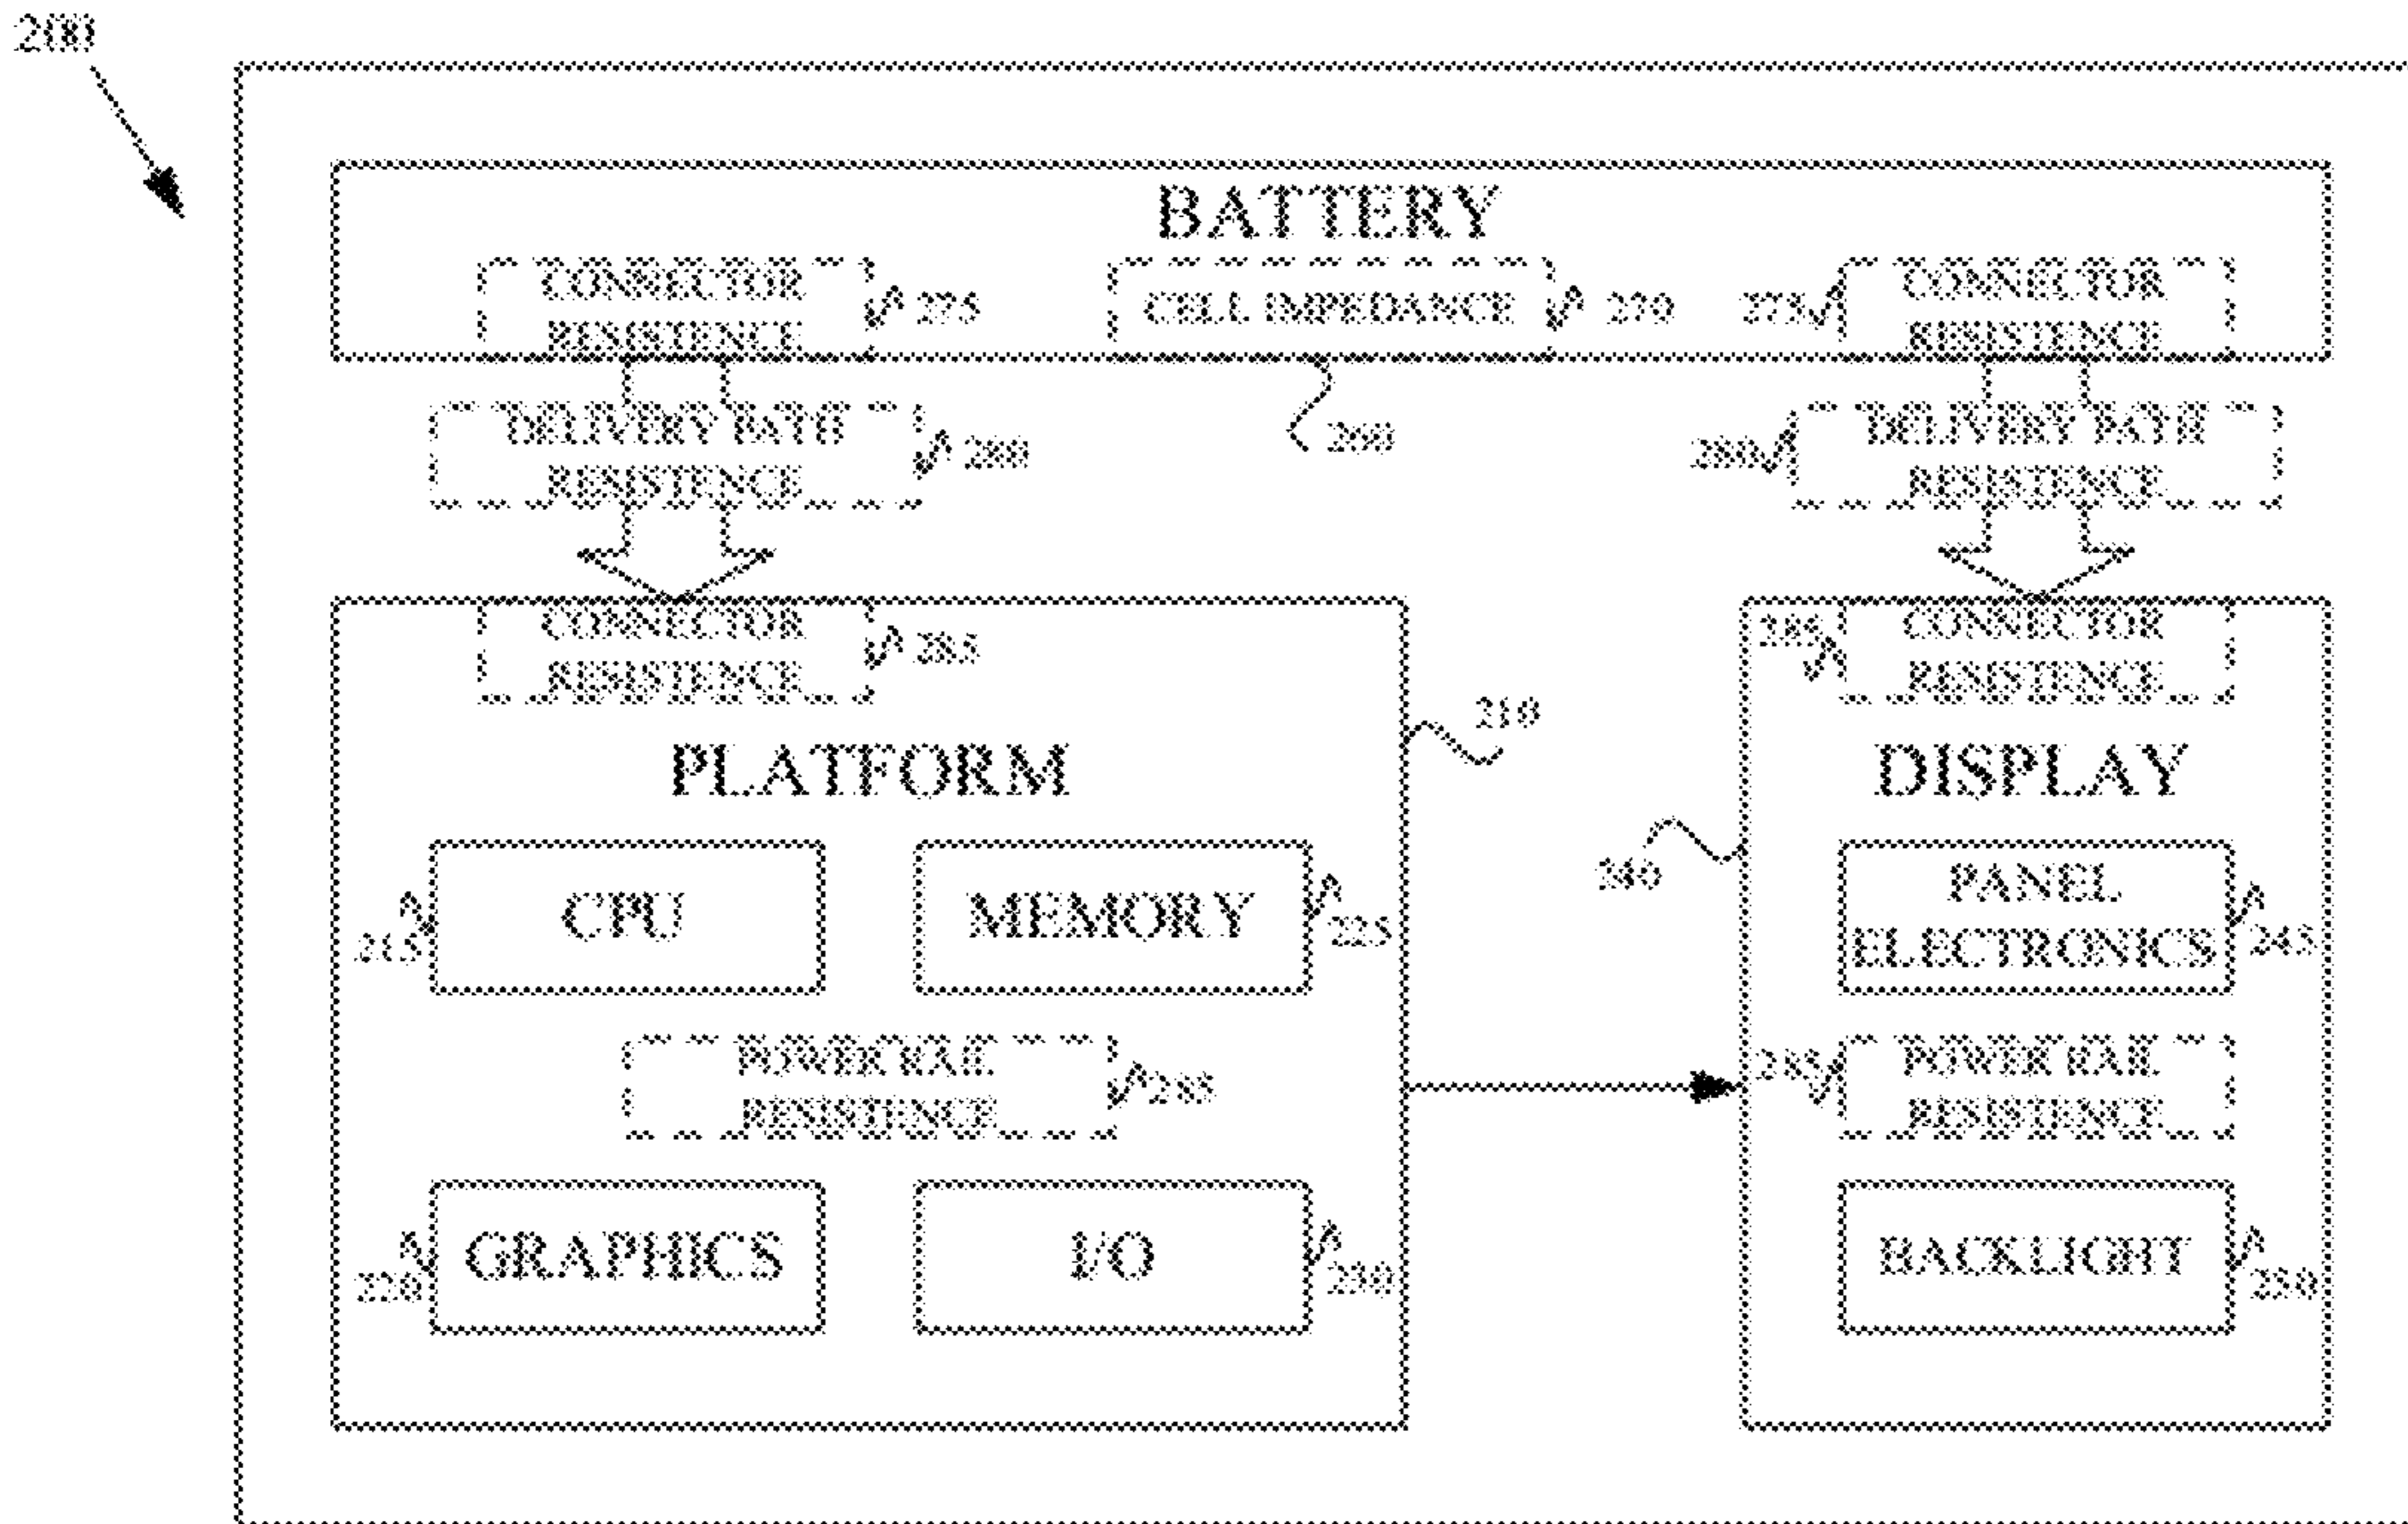 200
BATTERY
CONNECTOR
RESISTENCE
275
CELL IMPEDANCE
270
275
CONNECTOR
RESISTENCE
DELIVERY PATH
RESISTENCE
280
280
DELIVERY PATH
RESISTENCE
CONNECTOR
RESISTENCE
285
285
CONNECTOR
RESISTENCE
210
PLATFORM
DISPLAY
240
CPU
215
MEMORY
225
PANEL
ELECTRONICS
245
POWER RAIL
RESISTENCE
285
285
POWER RAIL
RESISTENCE
GRAPHICS
220
I/O
230
BACKLIGHT
250